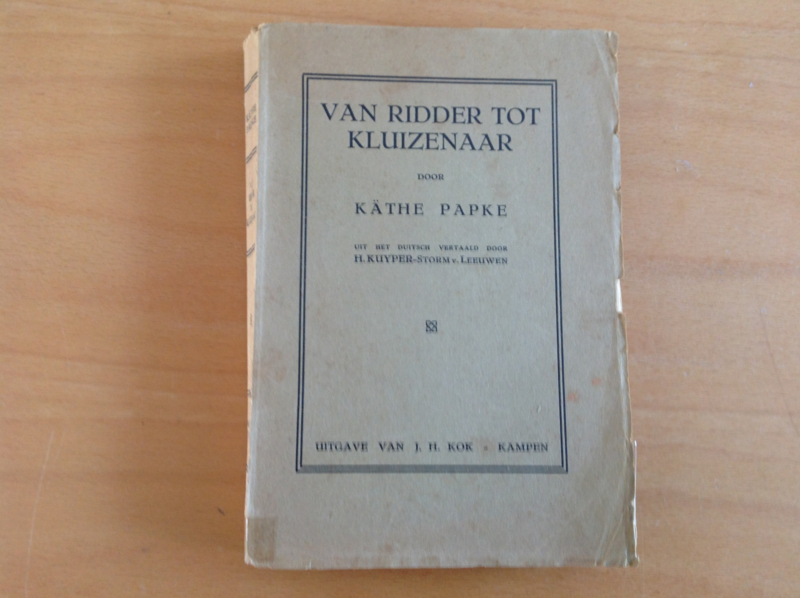 VAN RIDDER TOT
KLUIZENAAR
DOOR
KÄTHE PAPKE
UIT HET DUITSCH VERTAALD DOOR
H. KUYPER-STORM v. LEEUWEN
UITGAVE VAN J. H. KOK - KAMPEN